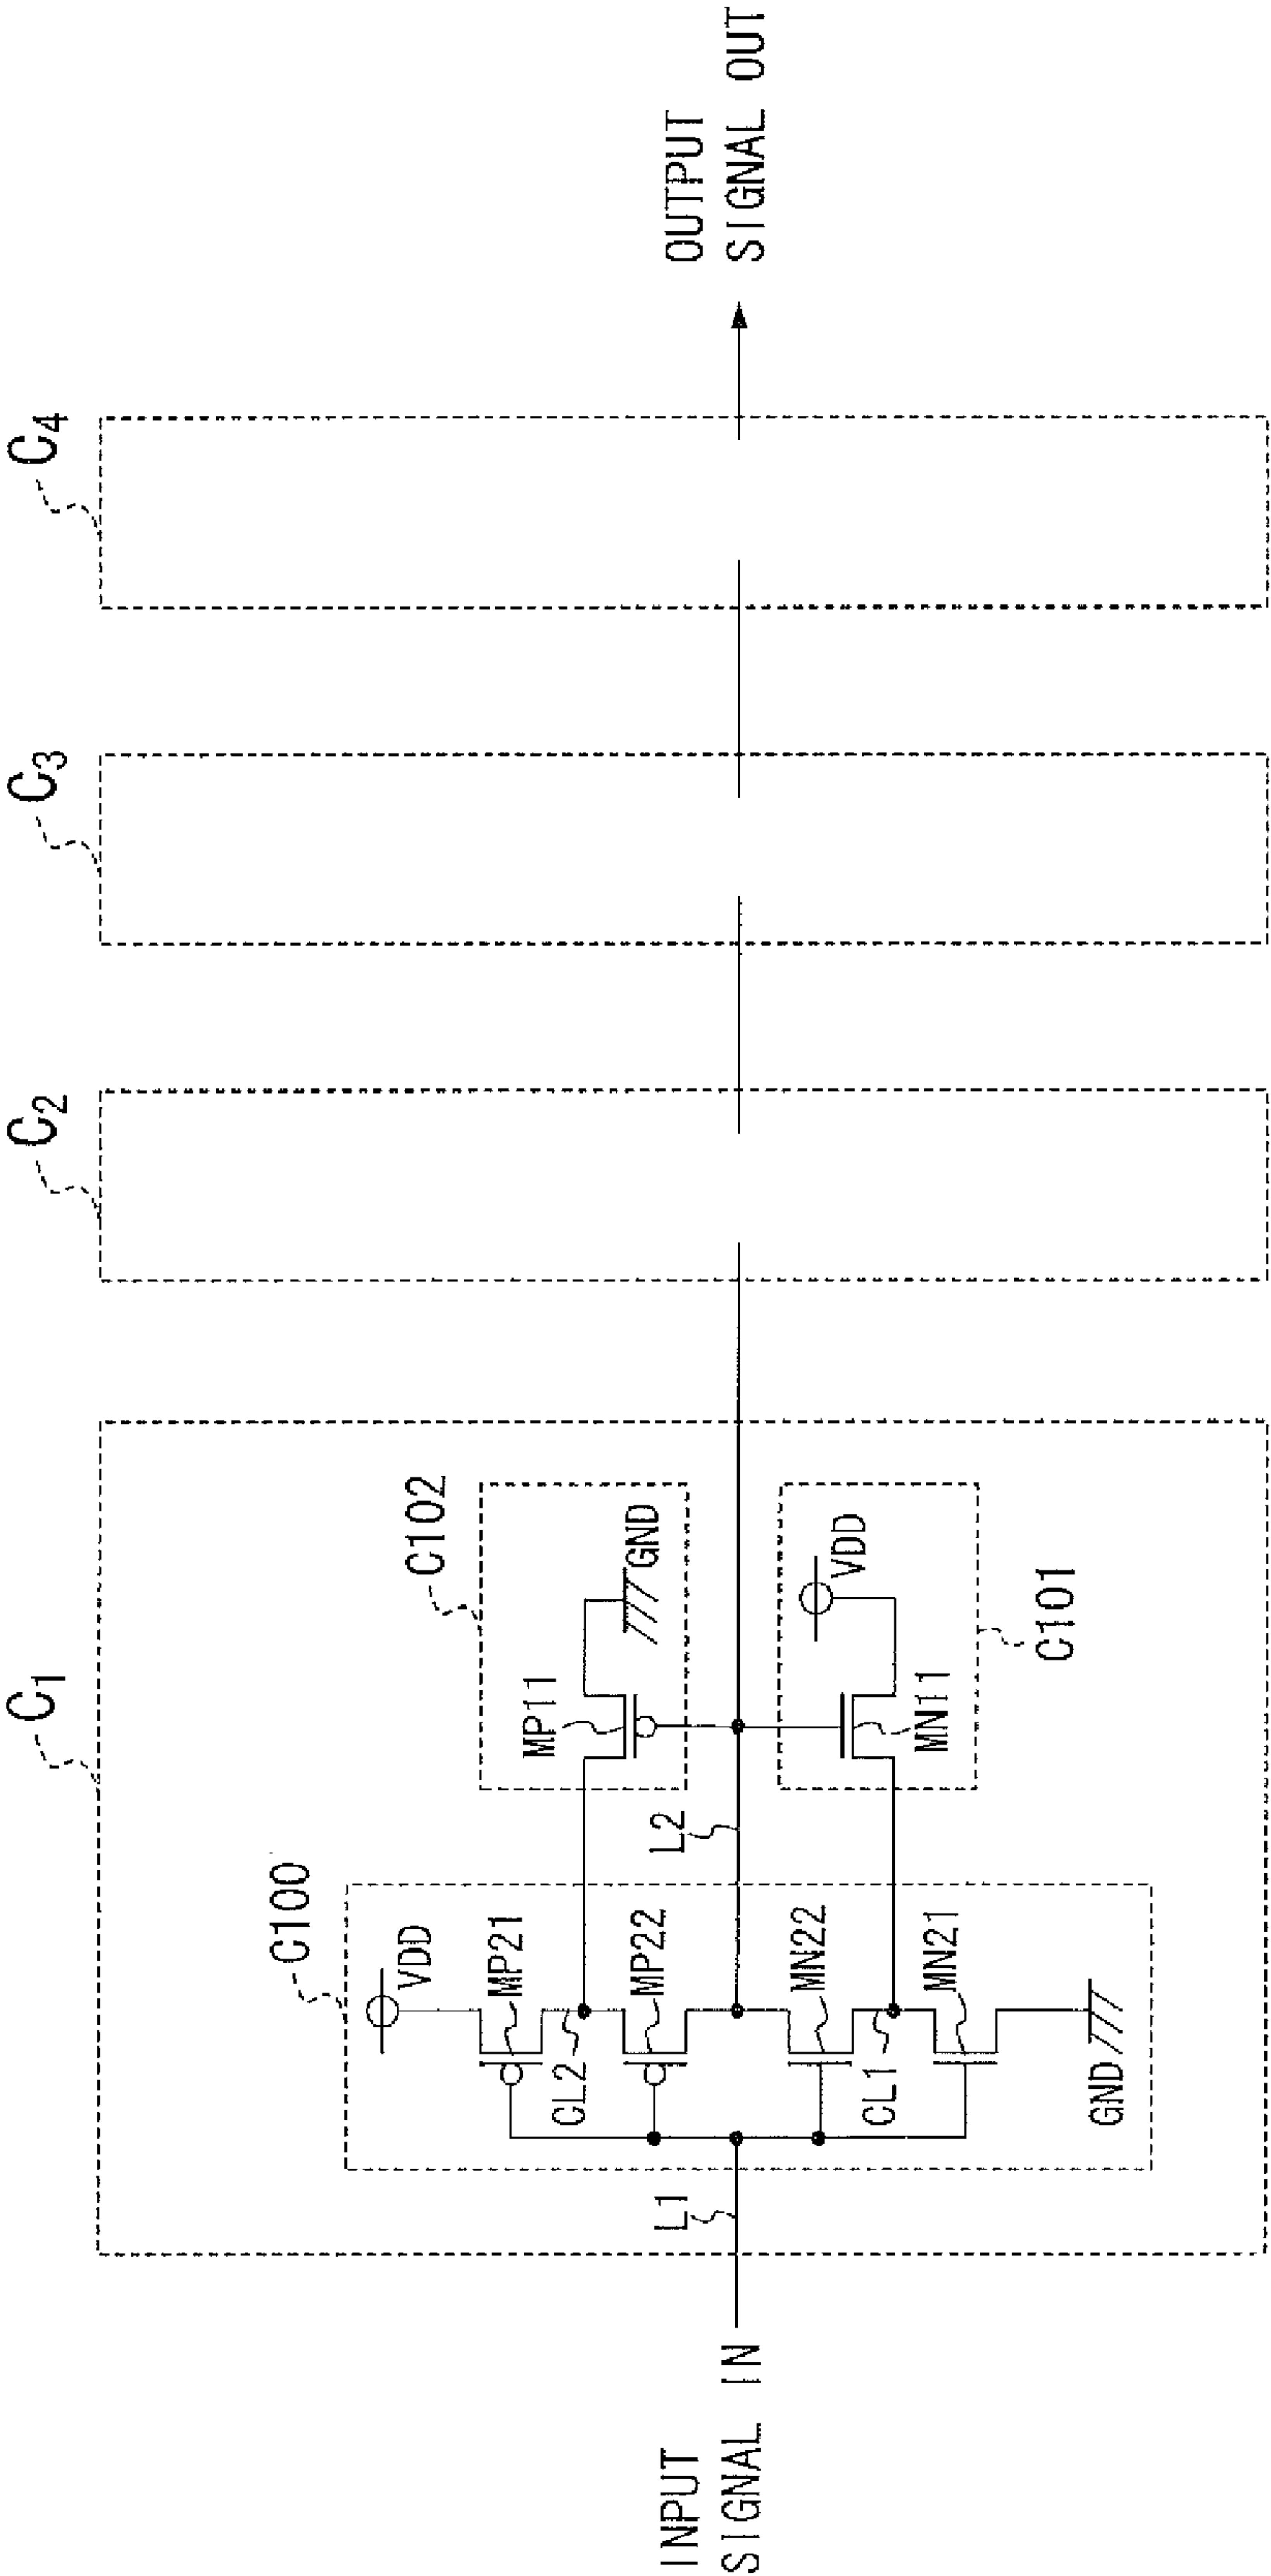 C1
C2
C3
C4
C100
C102
VDD
MP21
MP11
GND
CL2
MP22
L1
L2
INPUT
SIGNAL IN
OUTPUT
SIGNAL OUT
MN22
VDD
CL1
MN21
MN11
GND
C101